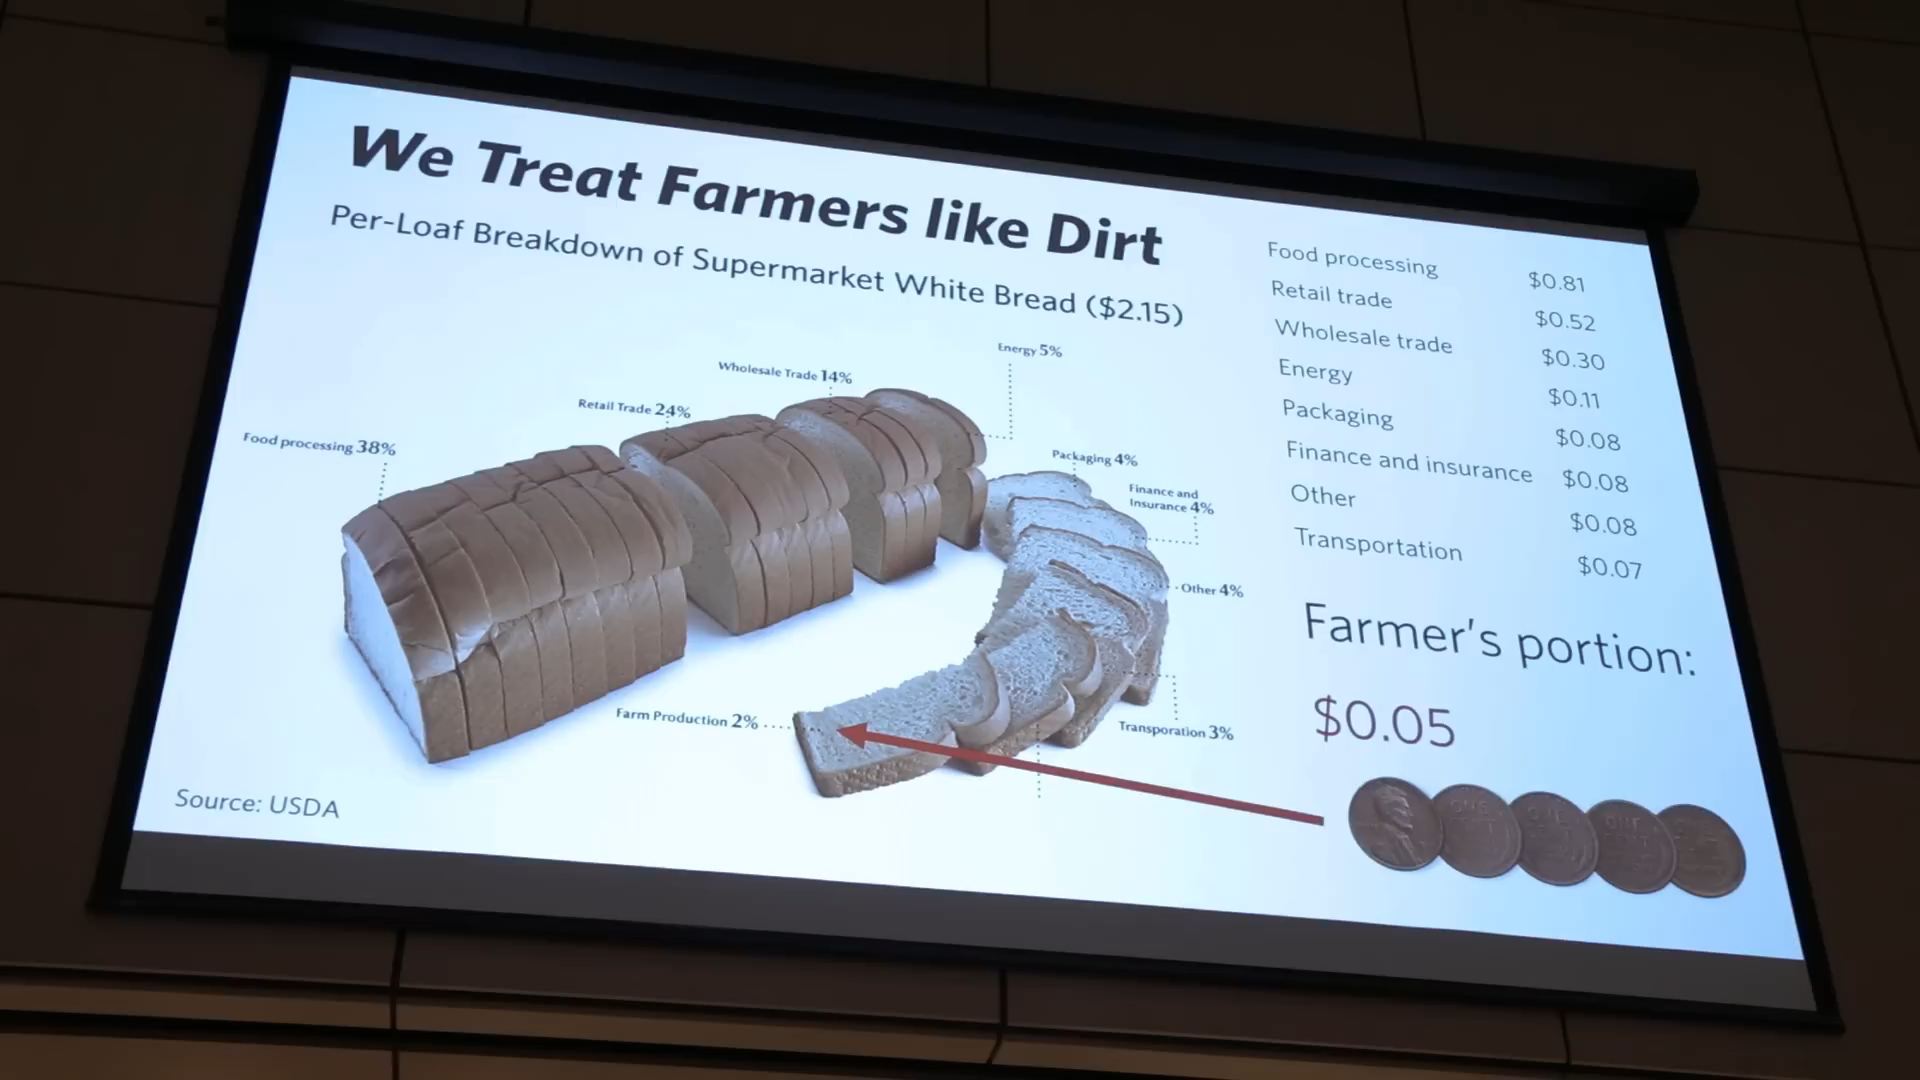 We Treat Farmers like Dirt
Per-Loaf Breakdown of Supermarket White Bread ($2.15)
Food processing 38%
Retail Trade 24%
Wholesale Trade 14%
Energy 5%
Packaging 4%
Finance and
Insurance 4%
Other 4%
Transporation 3%
Farm Production 2%
Source: USDA
Food processing $0.81
Retail trade $0.52
Wholesale trade $0.30
Energy $0.11
Packaging $0.08
Finance and insurance $0.08
Other $0.08
Transportation $0.07
Farmer's portion:
$0.05